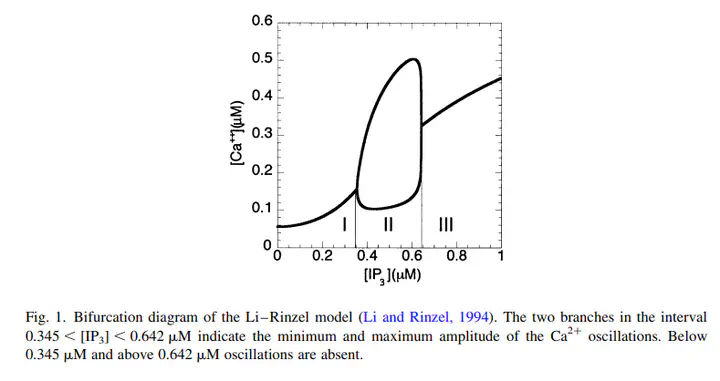 0.6
0.5
0.4
0.3
0.2
0.1
0
[Ca++](μM)
I II III
0 0.2 0.4 0.6 0.8 1
[IP3](μM)
Fig. 1. Bifurcation diagram of the Li–Rinzel model (Li and Rinzel, 1994). The two branches in the interval
0.345 < [IP3] < 0.642 μM indicate the minimum and maximum amplitude of the Ca2+ oscillations. Below
0.345 μM and above 0.642 μM oscillations are absent.